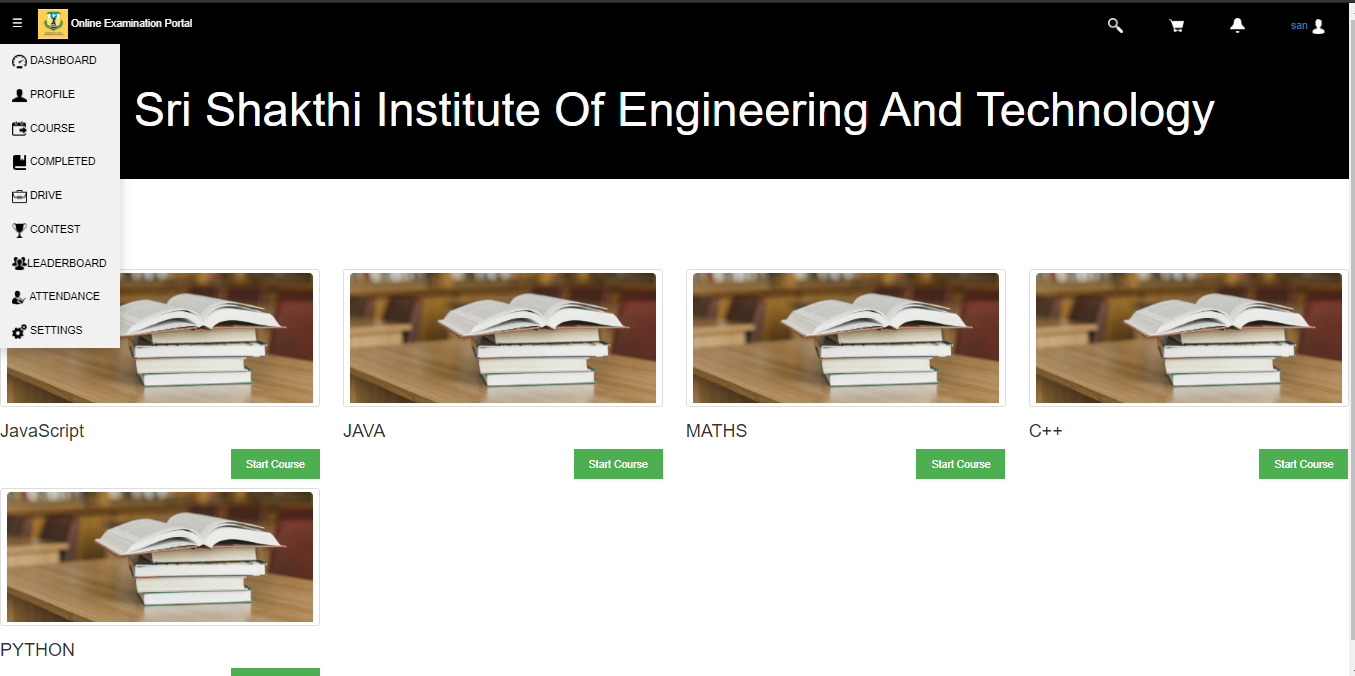 ☰ Online Examination Portal
san
DASHBOARD
PROFILE
COURSE
COMPLETED
DRIVE
CONTEST
LEADERBOARD
ATTENDANCE
SETTINGS
Sri Shakthi Institute Of Engineering And Technology
JavaScript
JAVA
MATHS
C++
Start Course
Start Course
Start Course
Start Course
PYTHON